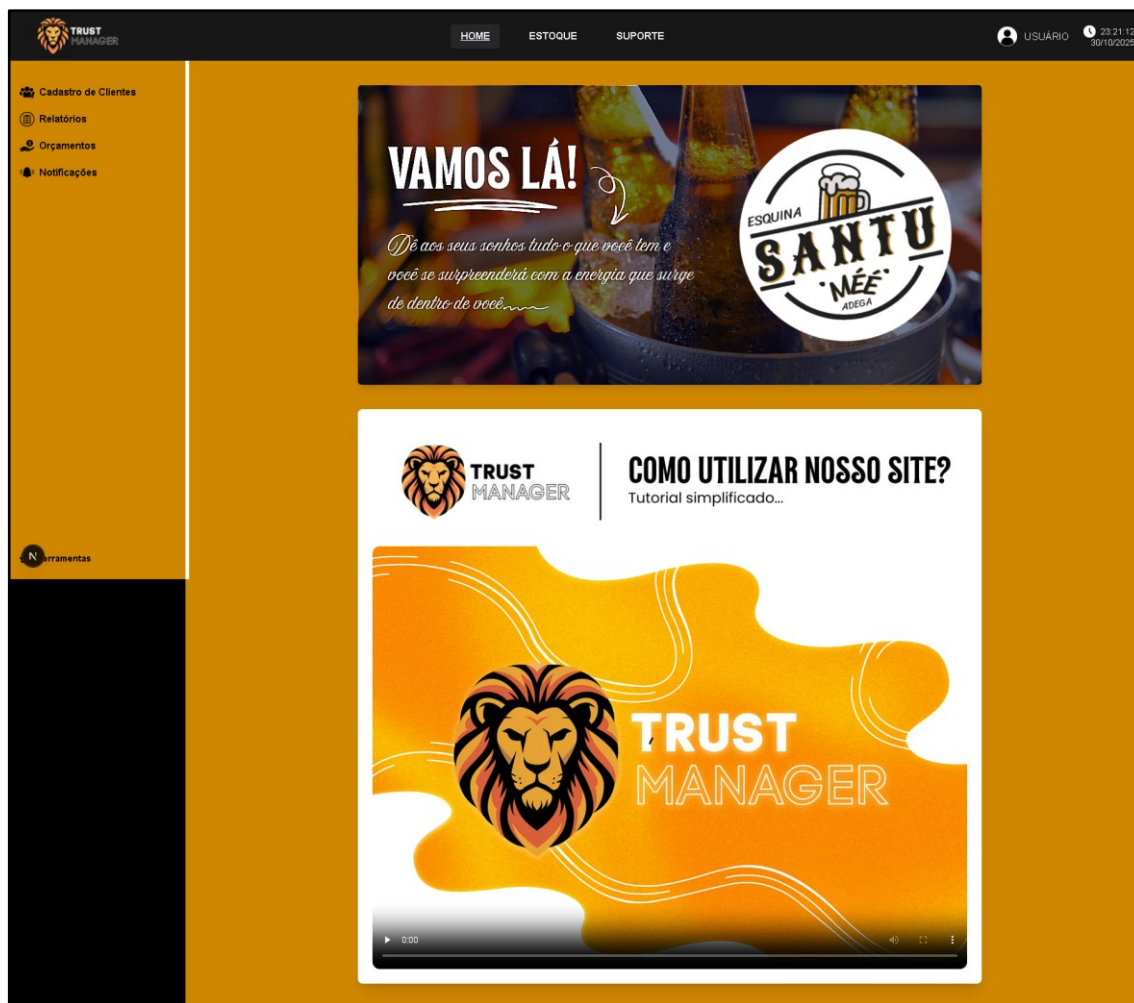 TRUST
MANAGER
HOME
ESTOQUE
SUPORTE
USUÁRIO
23:21:12
30/10/2025
Cadastro de Clientes
Relatórios
Orçamentos
Notificações
N
erramentas
VAMOS LÁ!
Dê aos seus sonhos tudo o que você tem e
você se surpreenderá com a energia que surge
de dentro de você
ESQUINA
SANTU
MÉÉ
ADEGA
TRUST
MANAGER
COMO UTILIZAR NOSSO SITE?
Tutorial simplificado...
TRUST
MANAGER
0:00